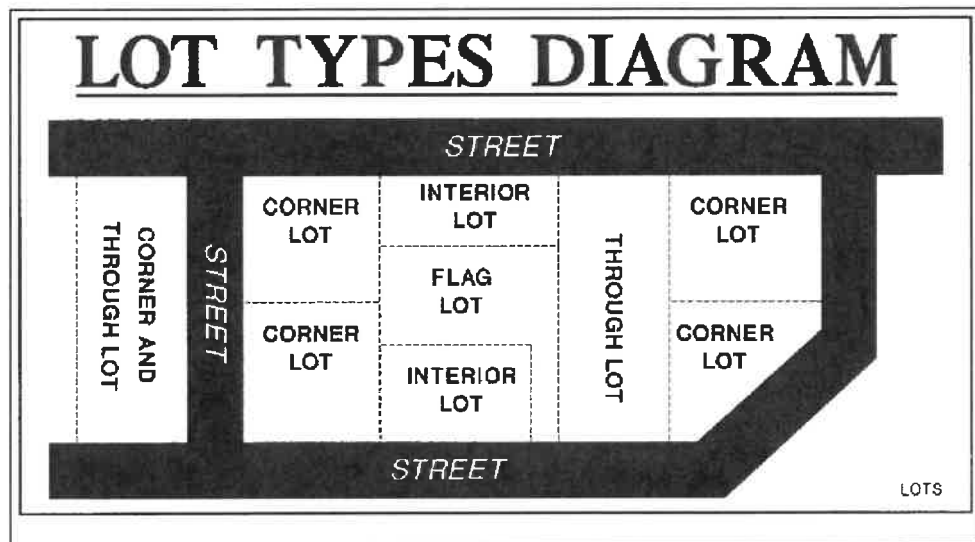 LOT TYPES DIAGRAM
STREET
CORNER AND
THROUGH LOT
STREET
CORNER
LOT
INTERIOR
LOT
THROUGH LOT
CORNER
LOT
FLAG
LOT
CORNER
LOT
CORNER
LOT
INTERIOR
LOT
STREET
LOTS